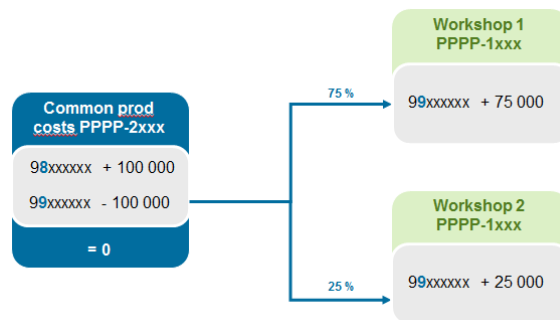 Common prod
costs PPPP-2xxx
98xxxxxx + 100 000
99xxxxxx - 100 000
= 0
75 %
25 %
Workshop 1
PPPP-1xxx
99xxxxxx + 75 000
Workshop 2
PPPP-1xxx
99xxxxxx + 25 000